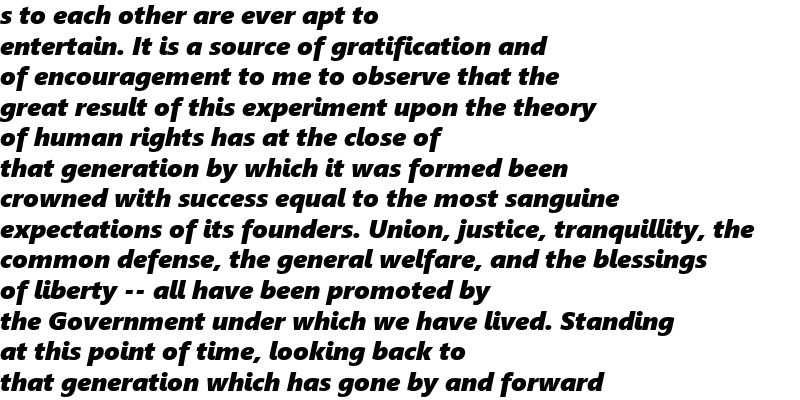 s to each other are ever apt to
entertain. It is a source of gratification and
of encouragement to me to observe that the
great result of this experiment upon the theory
of human rights has at the close of
that generation by which it was formed been
crowned with success equal to the most sanguine
expectations of its founders. Union, justice, tranquillity, the
common defense, the general welfare, and the blessings
of liberty -- all have been promoted by
the Government under which we have lived. Standing
at this point of time, looking back to
that generation which has gone by and forward